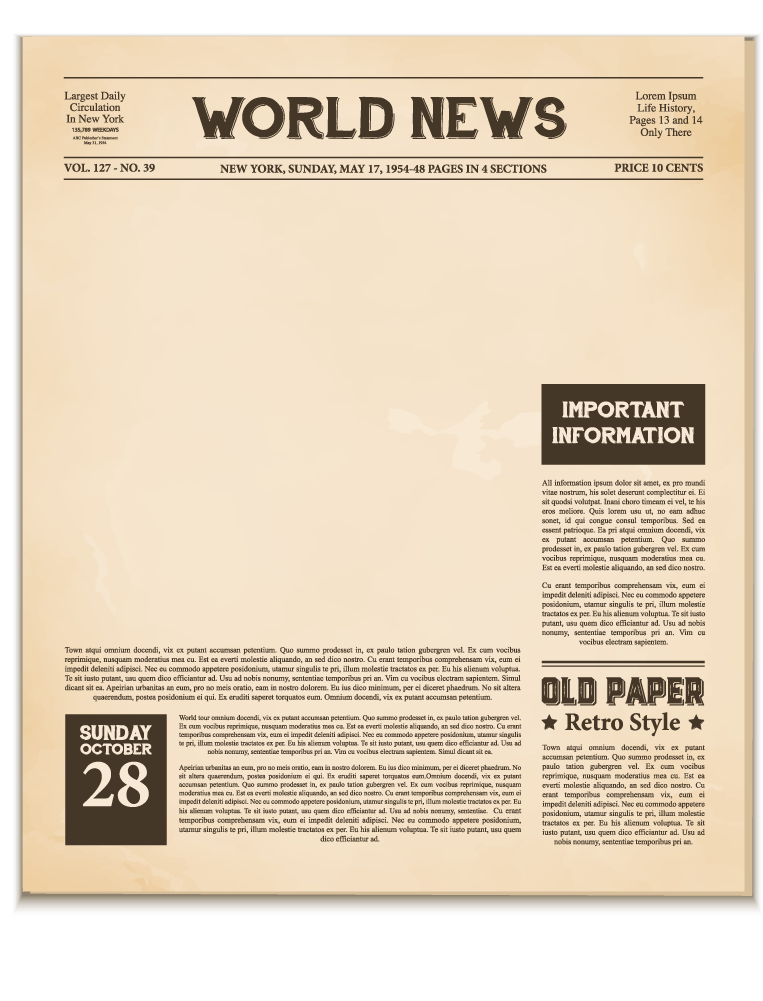 Largest Daily
Circulation
In New York
135,789 WEEKDAYS
May 31, 1954
WORLD NEWS
Lorem Ipsum
Life History,
Pages 13 and 14
Only There
VOL. 127 - NO. 39
NEW YORK, SUNDAY, MAY 17, 1954-48 PAGES IN 4 SECTIONS
PRICE 10 CENTS
IMPORTANT
INFORMATION
All information ipsum dolor sit amet, ex pro mundi
vitae nostrum, his solet deserunt complectitur ei. Ei
sit quodsi volutpat. Inani choro timeam ei vel, te his
eros meliore. Quis lorem usu ut, no eam adhuc
sonet, id qui congue consul temporibus. Sed ea
essent patrioque. Ea pri atqui omnium docendi, vix
ex putant accumsan petentium. Quo summo
prodesset in, ex paulo tation gubergren vel. Ex cum
vocibus reprimique, nusquam moderatius mea cu.
Est ea everti molestie aliquando, an sed dico nostro.
Cu erant temporibus comprehensam vix, eum ei
impedit deleniti adipisci. Nec eu commodo appetere
posidonium, utamur singulis te pri, illum molestie
tractatos ex per. Eu his alienum volutpat. Te sit iusto
putant, usu quem dico efficiantur ad. Usu ad nobis
nonumy, sententiae temporibus pri an. Vim cu
vocibus electram sapientem.
Town atqui omnium docendi, vix ex putant accumsan petentium. Quo summo prodesset in, ex paulo tation gubergren vel. Ex cum vocibus
reprimique, nusquam moderatius mea cu. Est ea everti molestie aliquando, an sed dico nostro. Cu erant temporibus comprehensam vix, eum ei
impedit deleniti adipisci. Nec eu commodo appetere posidonium, utamur singulis te pri, illum molestie tractatos ex per. Eu his alienum volutpat.
Te sit iusto putant, usu quem dico efficiantur ad. Usu ad nobis nonumy, sententiae temporibus pri an. Vim cu vocibus electram sapientem. Simul
dicant sit ea. Apeirian urbanitas an eum, pro no meis oratio, eam in nostro dolorem. Eu ius dico minimum, per ei diceret phaedrum. No sit altera
quaerendum, postea posidonium ei qui. Ex eruditi saperet torquatos eum. Omnium docendi, vix ex putant accumsan petentium.
SUNDAY
OCTOBER
28
World tour omnium docendi, vix ex putant accumsan petentium. Quo summo prodesset in, ex paulo tation gubergren vel.
Ex cum vocibus reprimique, nusquam moderatius mea cu. Est ea everti molestie aliquando, an sed dico nostro. Cu erant
temporibus comprehensam vix, eum ei impedit deleniti adipisci. Nec eu commodo appetere posidonium, utamur singulis
te pri, illum molestie tractatos ex per. Eu his alienum volutpat. Te sit iusto putant, usu quem dico efficiantur ad. Usu ad
nobis nonumy, sententiae temporibus pri an. Vim cu vocibus electram sapientem. Simul dicant sit ea.
Apeirian urbanitas an eum, pro no meis oratio, eam in nostro dolorem. Eu ius dico minimum, per ei diceret phaedrum. No
sit altera quaerendum, postea posidonium ei qui. Ex eruditi saperet torquatos eum.Omnium docendi, vix ex putant
accumsan petentium. Quo summo prodesset in, ex paulo tation gubergren vel. Ex cum vocibus reprimique, nusquam
moderatius mea cu. Est ea everti molestie aliquando, an sed dico nostro. Cu erant temporibus comprehensam vix, eum ei
impedit deleniti adipisci. Nec eu commodo appetere posidonium, utamur singulis te pri, illum molestie tractatos ex per. Eu
his alienum volutpat. Te sit iusto putant, usu quem dico efficiantur ad. Usu ad nobis nonumy, sententiae. Cu erant
temporibus comprehensam vix, eum ei impedit deleniti adipisci. Nec eu commodo appetere posidonium,
utamur singulis te pri, illum molestie tractatos ex per. Eu his alienum volutpat. Te sit iusto putant, usu quem
dico efficiantur ad.
OLD PAPER
Retro Style
Town atqui omnium docendi, vix ex putant
accumsan petentium. Quo summo prodesset in, ex
paulo tation gubergren vel. Ex cum vocibus
reprimique, nusquam moderatius mea cu. Est ea
everti molestie aliquando, an sed dico nostro. Cu
erant temporibus comprehensam vix, eum ei
impedit deleniti adipisci. Nec eu commodo appetere
posidonium, utamur singulis te pri, illum molestie
tractatos ex per. Eu his alienum volutpat. Te sit
iusto putant, usu quem dico efficiantur ad. Usu ad
nobis nonumy, sententiae temporibus pri an.